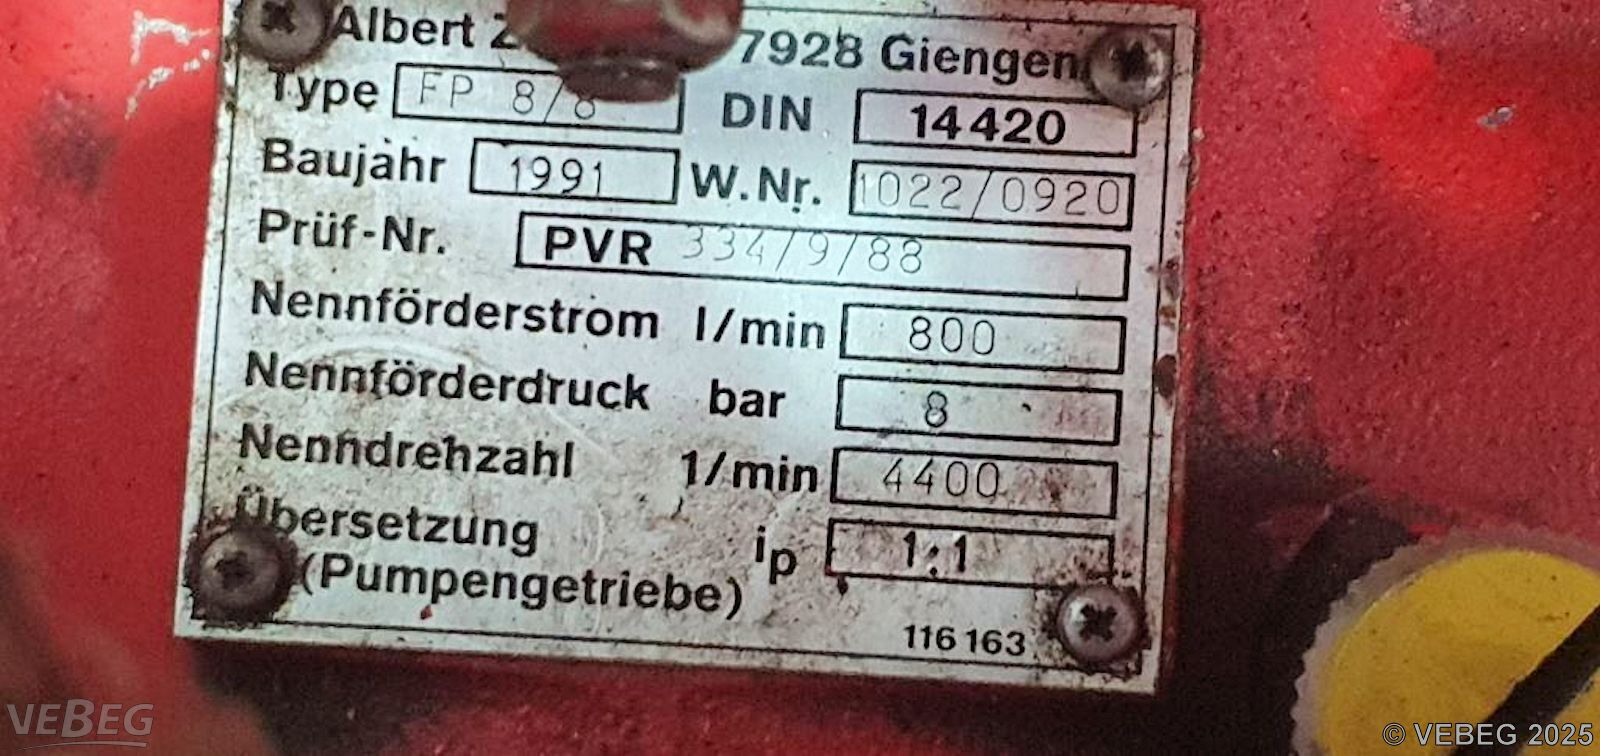 Albert 7928 Giengen
Type FP 8/8 DIN 14420
Baujahr 1991 W.Nr. 1022/0920
Prüf-Nr. PVR 334/9/88
Nennförderstrom l/min 800
Nennförderdruck bar 8
Nenndrehzahl 1/min 4400
Übersetzung ip 1:1
(Pumpengetriebe)
116 163
VEBEG
© VEBEG 2025